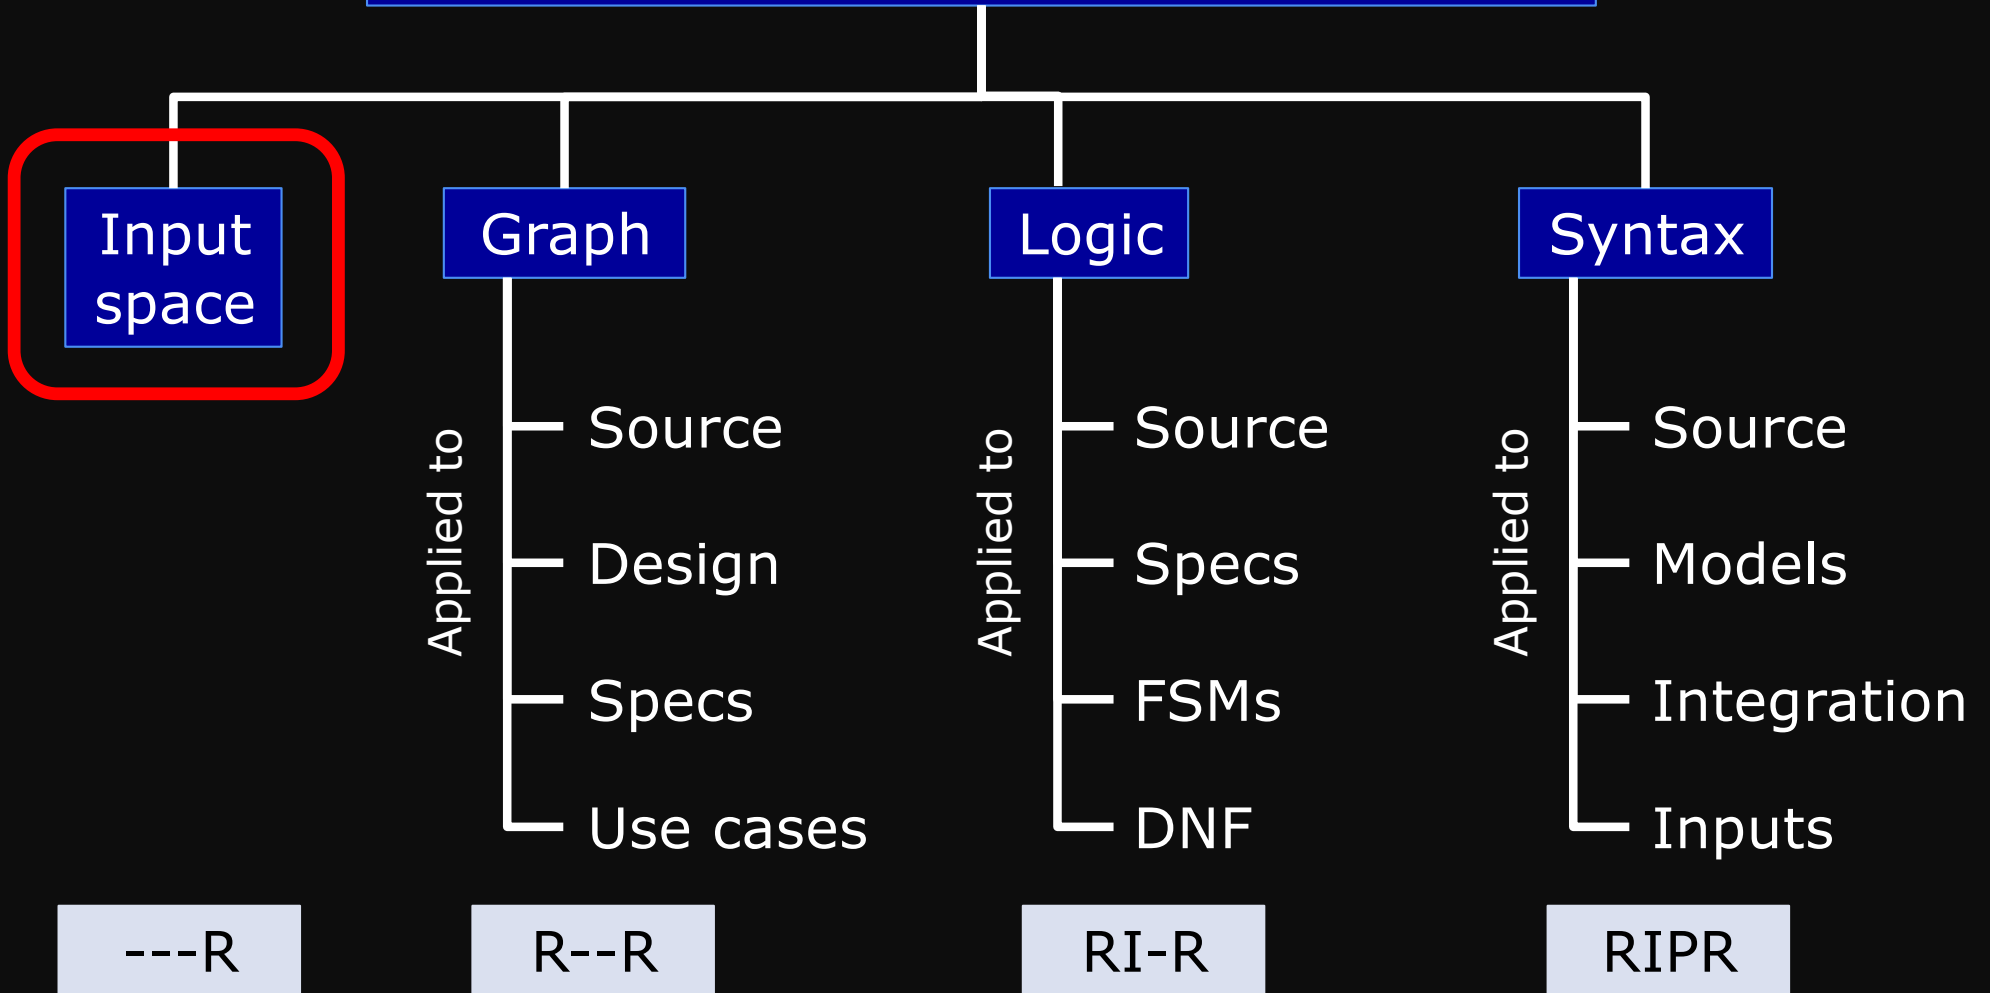 Input
space
Graph
Logic
Syntax
Applied to
Source
Design
Specs
Use cases
Applied to
Source
Specs
FSMs
DNF
Applied to
Source
Models
Integration
Inputs
---R
R--R
RI-R
RIPR